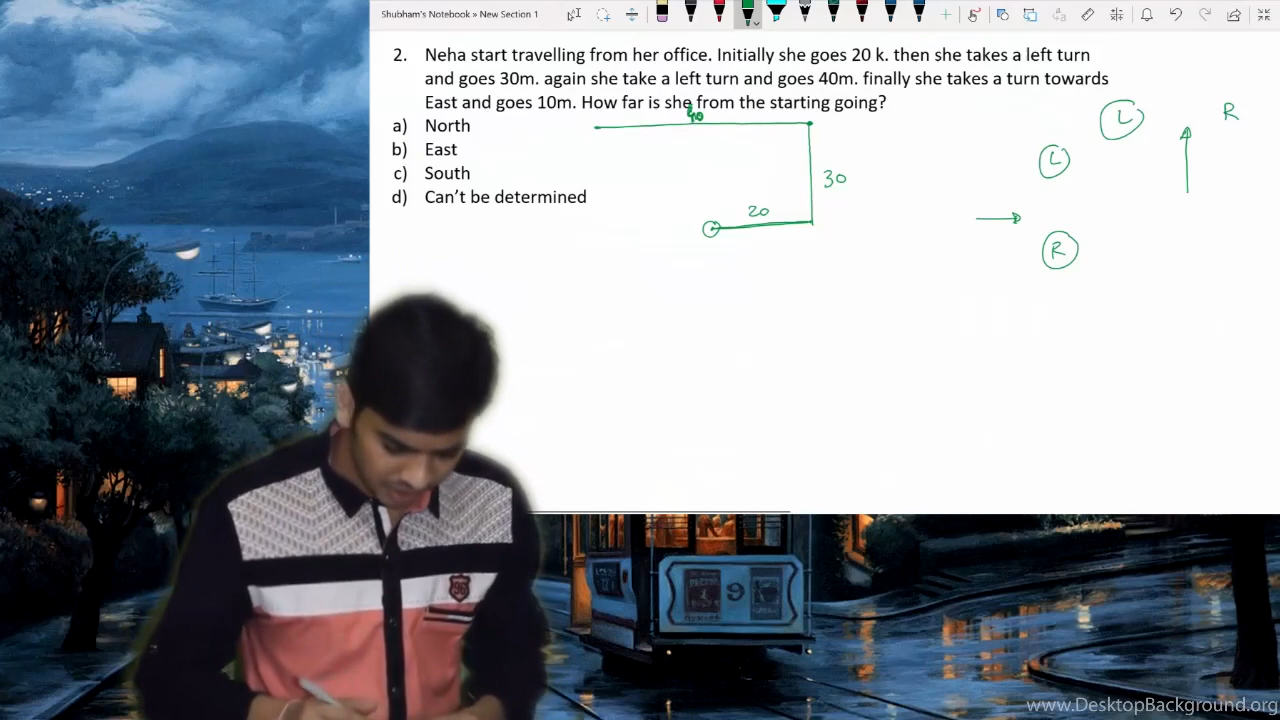 Shubham's Notebook » New Section 1
2. Neha start travelling from her office. Initially she goes 20 k. then she takes a left turn
and goes 30m. again she take a left turn and goes 40m. finally she takes a turn towards
East and goes 10m. How far is she from the starting going?
a) North
b) East
c) South
d) Can't be determined
40
30
20
L
L
R
R
9
www.DesktopBackground.org